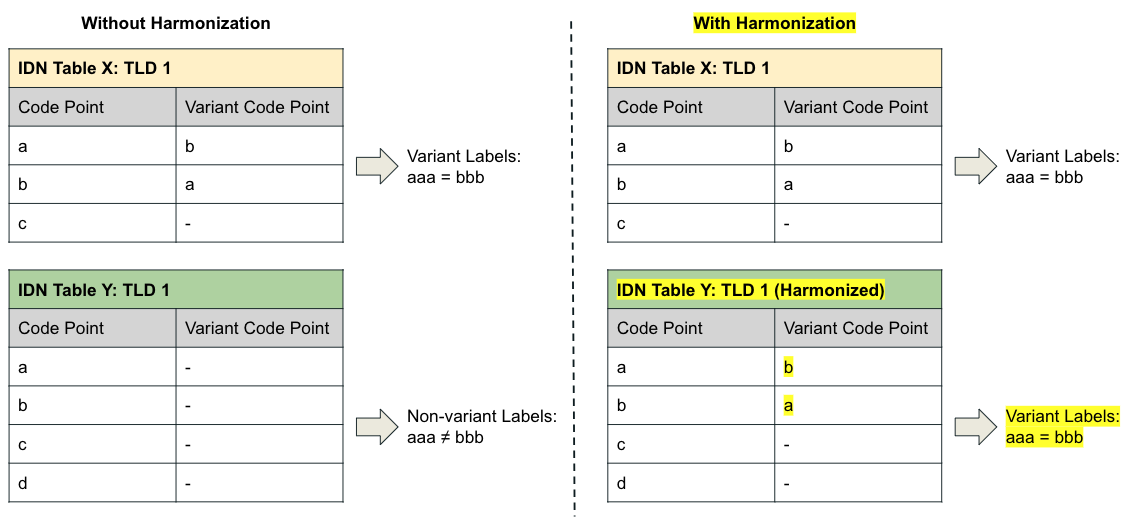 Without Harmonization
IDN Table X: TLD 1
Code Point Variant Code Point
a b
b a
c -
Variant Labels:
aaa = bbb
IDN Table Y: TLD 1
Code Point Variant Code Point
a -
b -
c -
d -
Non-variant Labels:
aaa ≠ bbb
With Harmonization
IDN Table X: TLD 1
Code Point Variant Code Point
a b
b a
c -
Variant Labels:
aaa = bbb
IDN Table Y: TLD 1 (Harmonized)
Code Point Variant Code Point
a b
b a
c -
d -
Variant Labels:
aaa = bbb